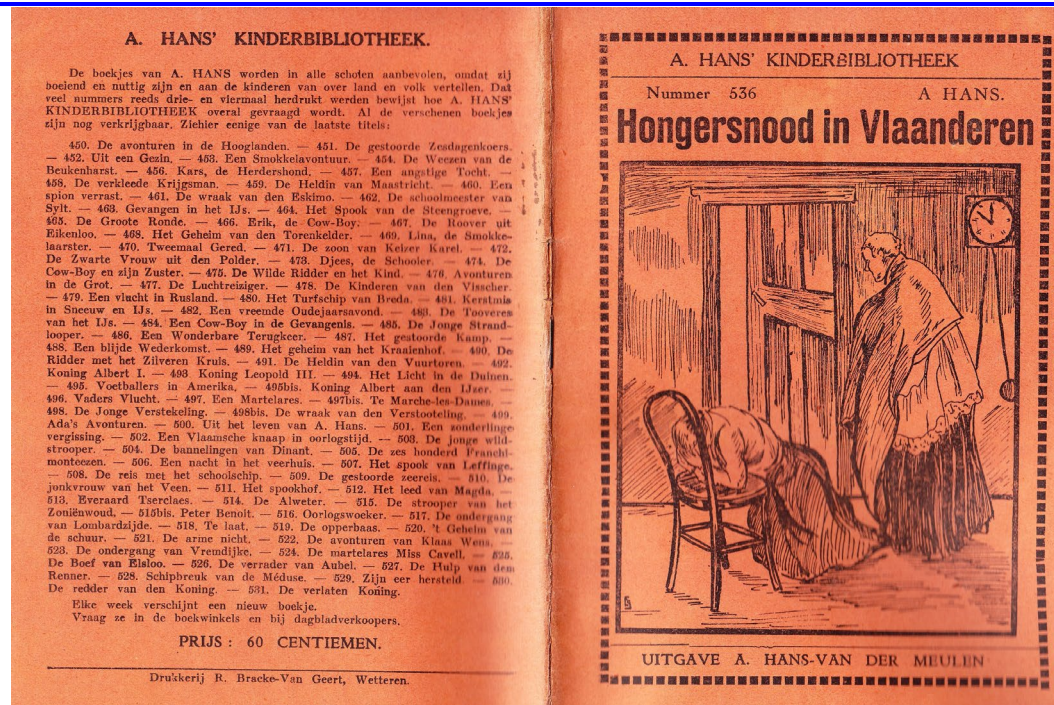 A. HANS' KINDERBIBLIOTHEEK.
De boekjes van A. HANS worden in alle scholen aanbevolen, omdat zij
boeiend en nuttig zijn en aan de kinderen van over land en volk vertellen. Dat
veel nummers reeds drie- en viermaal herdrukt werden bewijst hoe A. HANS'
KINDERBIBLIOTHEEK overal gevraagd wordt. Al de verschenen boekjes
zijn nog verkrijgbaar. Ziehier eenige van de laatste titels:
450. De avonturen in de Hooglanden. — 451. De gestoorde Zesdagenkoers.
— 452. Uit een Gezin. — 453. Een Smokkelavontuur. — 454. De Weezen van de
Beukenharst. — 456. Kars, de Herdershond. — 457. Een angstige Tocht. —
458. De verkleede Krijgsman. — 459. De Heldin van Maastricht. — 460. Een
spion verrast. — 461. De wraak van den Eskimo. — 462. De schoolmeester van
Sylt. — 463. Gevangen in het IJs. — 464. Het Spook van de Steengroeve. —
465. De Groote Ronde. — 466. Erik, de Cow-Boy. — 467. De Roover uit
Eikenloo. — 468. Het Geheim van den Torenkelder. — 469. Lina, de Smokke-
laarster. — 470. Tweemaal Gered. — 471. De zoon van Keizer Karel. — 472.
De Zwarte Vrouw uit den Polder. — 473. Djees, de Schooier. — 474. De
Cow-Boy en zijn Zuster. — 475. De Wilde Ridder en het Kind. — 476. Avonturen
in de Grot. — 477. De Luchtreiziger. — 478. De Kinderen van den Visscher.
— 479. Een vlucht in Rusland. — 480. Het Turfschip van Breda. — 481. Kerstmis
in Sneeuw en IJs. — 482. Een vreemde Oudejaarsavond. — 483. De Tooveres
van het IJs. — 484. Een Cow-Boy in de Gevangenis. — 485. De Jonge Strand-
looper. — 486. Een Wonderbare Terugkeer. — 487. Het gestoorde Kamp. —
488. Een blijde Wederkomst. — 489. Het geheim van het Kraaienhof. — 490. De
Ridder met het Zilveren Kruis. — 491. De Heldin van den Vuurtoren. — 492.
Koning Albert I. — 493. Koning Leopold III. — 494. Het Licht in de Duinen.
— 495. Voetballers in Amerika. — 495bis. Koning Albert aan den IJzer. —
496. Vaders Vlucht. — 497. Een Martelares. — 497bis. Te Marche-les-Dames. —
498. De Jonge Verstekeling. — 498bis. De wraak van den Verstooteling. — 499.
Ada's Avonturen. — 500. Uit het leven van A. Hans. — 501. Een zonderlinge
vergissing. — 502. Een Vlaamsche knaap in oorlogstijd. — 503. De jonge wild-
strooper. — 504. De bannelingen van Dinant. — 505. De zes honderd Franchi-
monteezen. — 506. Een nacht in het veerhuis. — 507. Het spook van Leffinge.
— 508. De reis met het schoolschip. — 509. De gestoorde zeereis. — 510. De
jonkvrouw van het Veen. — 511. Het spookhof. — 512. Het leed van Magda. —
513. Everaard Tserclaes. — 514. De Alweter. — 515. De strooper van het
Zoniënwoud. — 515bis. Peter Benoit. — 516. Oorlogswoeker. — 517. De ondergang
van Lombardzijde. — 518. Te laat. — 519. De opperbaas. — 520. 't Geheim van
de schuur. — 521. De arme nicht. — 522. De avonturen van Klaas Wens. —
523. De ondergang van Vremdijke. — 524. De martelares Miss Cavell. — 525.
De Boef van Elsloo. — 526. De verrader van Aubel. — 527. De Hulp van den
Renner. — 528. Schipbreuk van de Méduse. — 529. Zijn eer hersteld — 530.
De redder van den Koning. — 531. De verlaten Koning.
Elke week verschijnt een nieuw boekje.
Vraag ze in de boekwinkels en bij dagbladverkoopers.
PRIJS : 60 CENTIEMEN.
Drukkerij R. Bracke-Van Geert, Wetteren.
A. HANS' KINDERBIBLIOTHEEK
Nummer 536 A HANS.
Hongersnood in Vlaanderen
UITGAVE A. HANS-VAN DER MEULEN